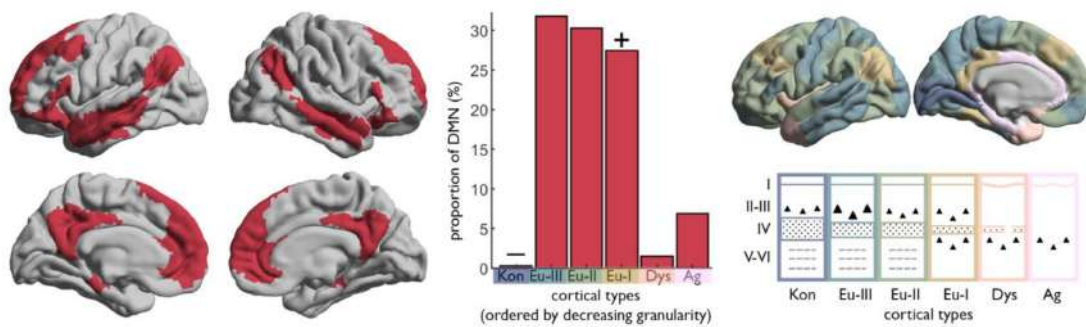 proportion of DMN (%)
30
25
20
15
10
5
0
−
+
Kon Eu-III Eu-II Eu-I Dys Ag
cortical types
(ordered by decreasing granularity)
I
II-III
IV
V-VI
Kon Eu-III Eu-II Eu-I Dys Ag
cortical types